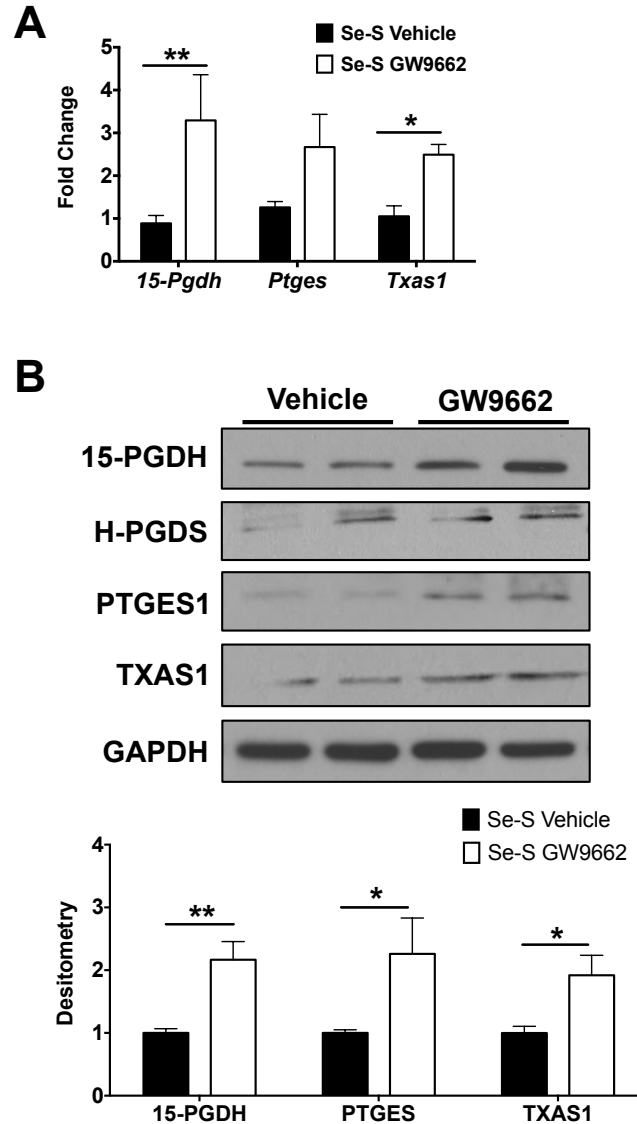 A
Se-S Vehicle
Se-S GW9662
Fold Change
5
4
3
2
1
0
**
*
15-Pgdh Ptges Txas1
B
Vehicle GW9662
15-PGDH
H-PGDS
PTGES1
TXAS1
GAPDH
Se-S Vehicle
Se-S GW9662
Desitometry
4
3
2
1
0
**
*
*
15-PGDH PTGES TXAS1